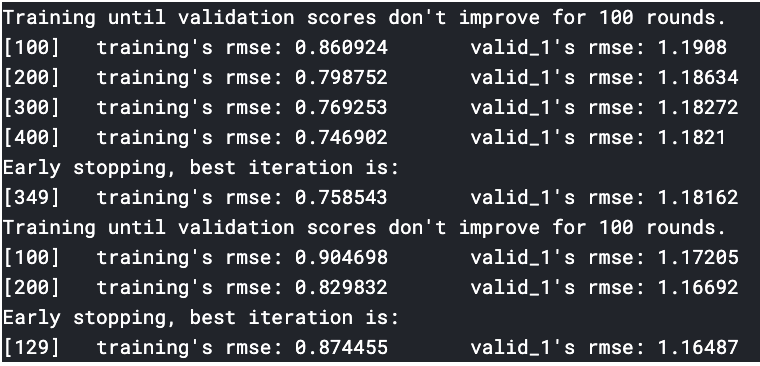 Training until validation scores don't improve for 100 rounds.
[100] training's rmse: 0.860924 valid_1's rmse: 1.1908
[200] training's rmse: 0.798752 valid_1's rmse: 1.18634
[300] training's rmse: 0.769253 valid_1's rmse: 1.18272
[400] training's rmse: 0.746902 valid_1's rmse: 1.1821
Early stopping, best iteration is:
[349] training's rmse: 0.758543 valid_1's rmse: 1.18162
Training until validation scores don't improve for 100 rounds.
[100] training's rmse: 0.904698 valid_1's rmse: 1.17205
[200] training's rmse: 0.829832 valid_1's rmse: 1.16692
Early stopping, best iteration is:
[129] training's rmse: 0.874455 valid_1's rmse: 1.16487